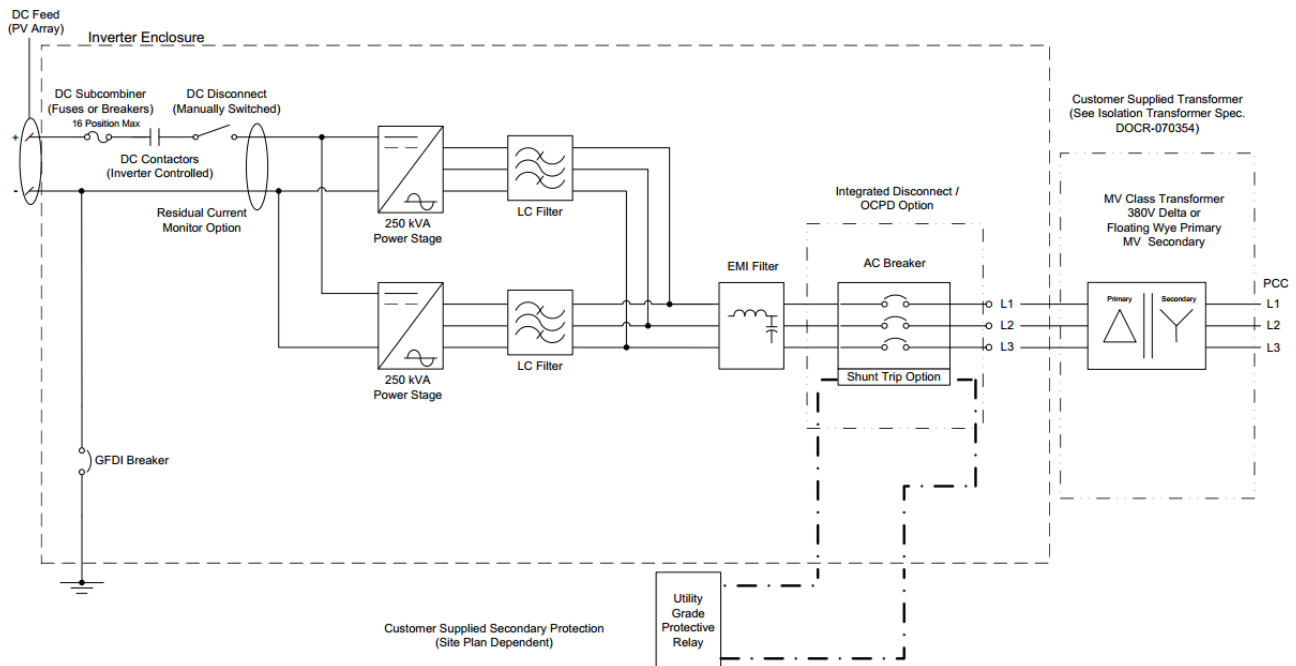 DC Feed
(PV Array)
Inverter Enclosure
DC Subcombiner
(Fuses or Breakers)
16 Position Max
DC Disconnect
(Manually Switched)
+
-
DC Contactors
(Inverter Controlled)
Residual Current
Monitor Option
250 kVA
Power Stage
LC Filter
250 kVA
Power Stage
LC Filter
EMI Filter
Integrated Disconnect /
OCPD Option
AC Breaker
Shunt Trip Option
L1
L2
L3
Customer Supplied Transformer
(See Isolation Transformer Spec.
DOCR-070354)
MV Class Transformer
380V Delta or
Floating Wye Primary
MV Secondary
Primary
Secondary
PCC
L1
L2
L3
GFDI Breaker
Customer Supplied Secondary Protection
(Site Plan Dependent)
Utility
Grade
Protective
Relay